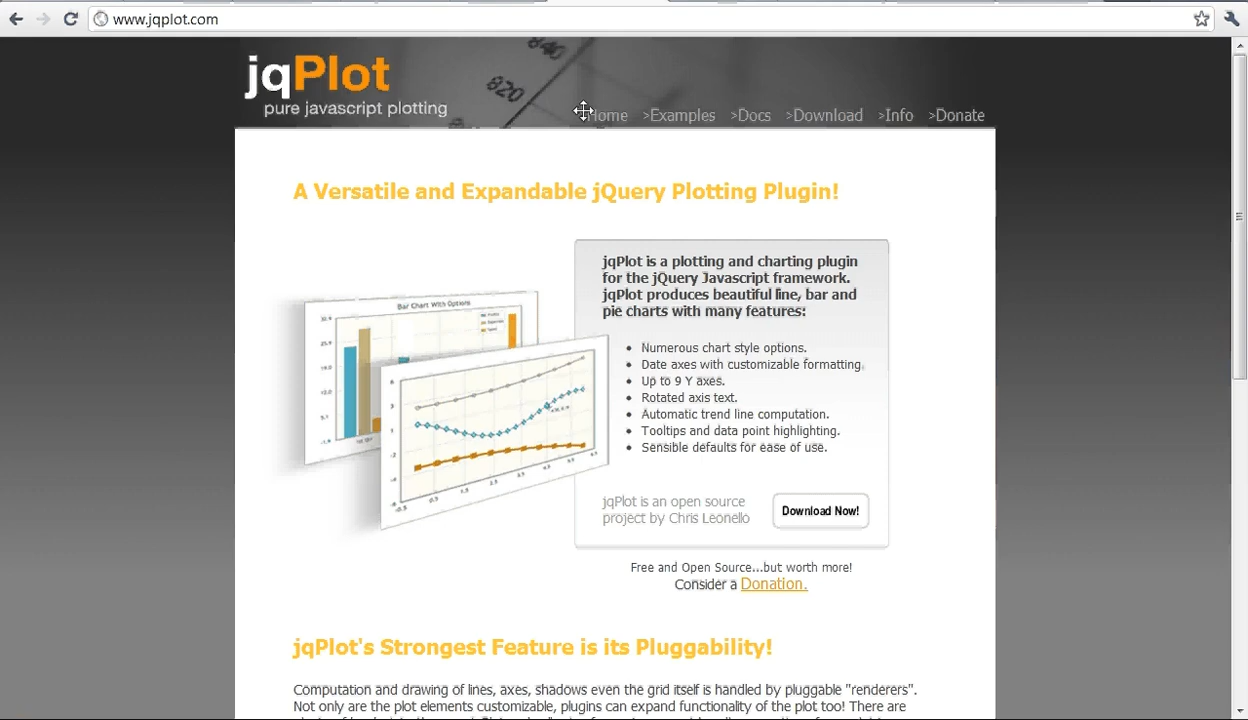 www.jqplot.com
jqPlot
pure javascript plotting
840
820
Home >Examples >Docs >Download >Info >Donate
A Versatile and Expandable jQuery Plotting Plugin!
Bar Chart With Options
jqPlot is a plotting and charting plugin
for the jQuery Javascript framework.
jqPlot produces beautiful line, bar and
pie charts with many features:
Numerous chart style options.
Date axes with customizable formatting.
Up to 9 Y axes.
Rotated axis text.
Automatic trend line computation.
Tooltips and data point highlighting.
Sensible defaults for ease of use.
jqPlot is an open source
project by Chris Leonello
Download Now!
Free and Open Source...but worth more!
Consider a Donation.
jqPlot's Strongest Feature is its Pluggability!
Computation and drawing of lines, axes, shadows even the grid itself is handled by pluggable "renderers".
Not only are the plot elements customizable, plugins can expand functionality of the plot too! There are